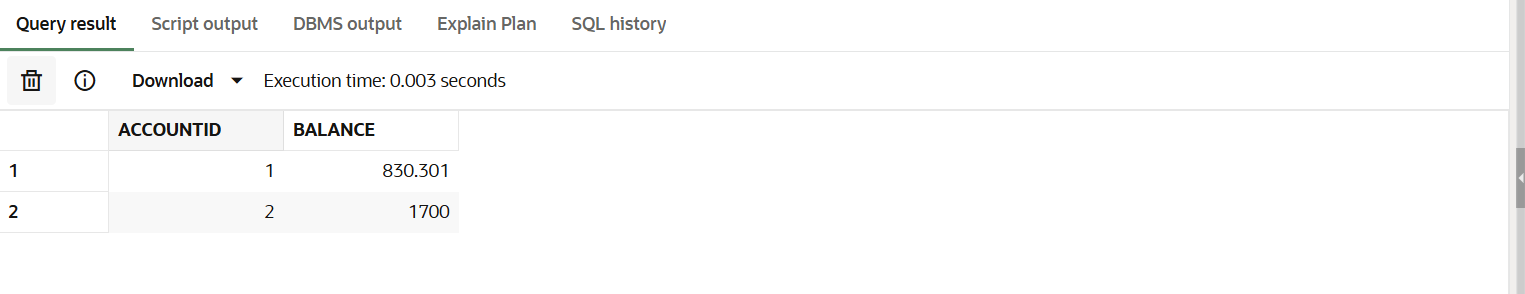 Query result Script output DBMS output Explain Plan SQL history
Download Execution time: 0.003 seconds
ACCOUNTID BALANCE
1 1 830.301
2 2 1700